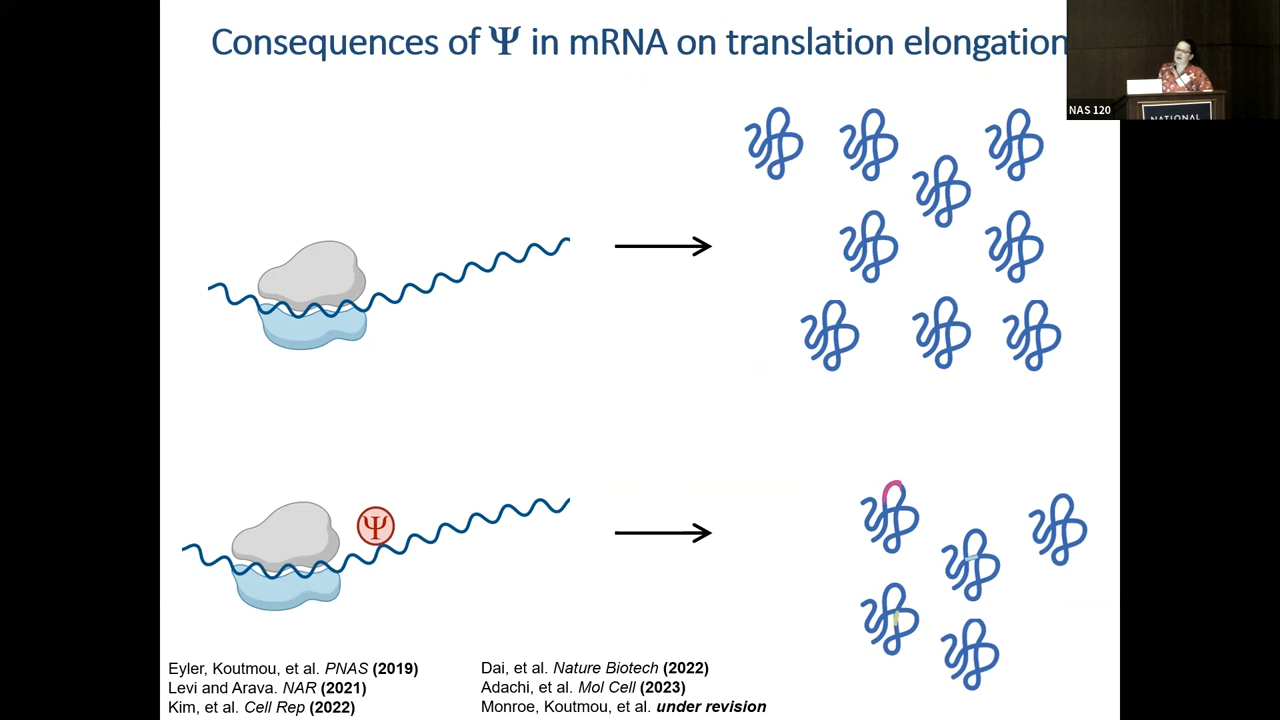 Consequences of Ψ in mRNA on translation elongation
NAS 120
NATIONAL
Ψ
Eyler, Koutmou, et al. PNAS (2019)
Levi and Arava. NAR (2021)
Kim, et al. Cell Rep (2022)
Dai, et al. Nature Biotech (2022)
Adachi, et al. Mol Cell (2023)
Monroe, Koutmou, et al. under revision